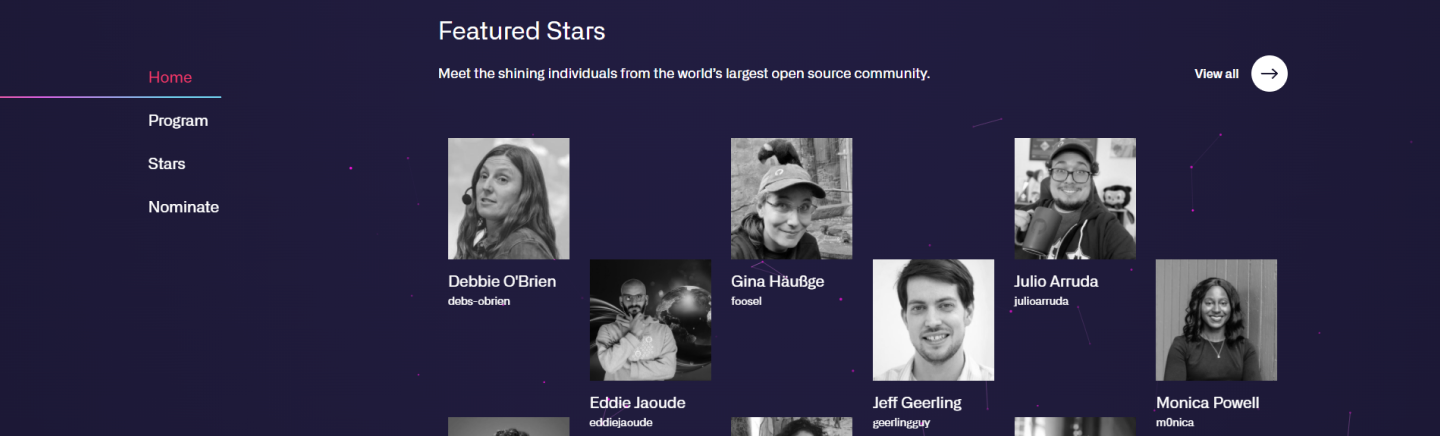 Featured Stars
Meet the shining individuals from the world's largest open source community.
View all
Home
Program
Stars
Nominate
Debbie O'Brien
debs-obrien
Gina Häußge
foosel
Julio Arruda
julioarruda
Eddie Jaoude
eddiejaoude
Jeff Geerling
geerlingguy
Monica Powell
m0nica